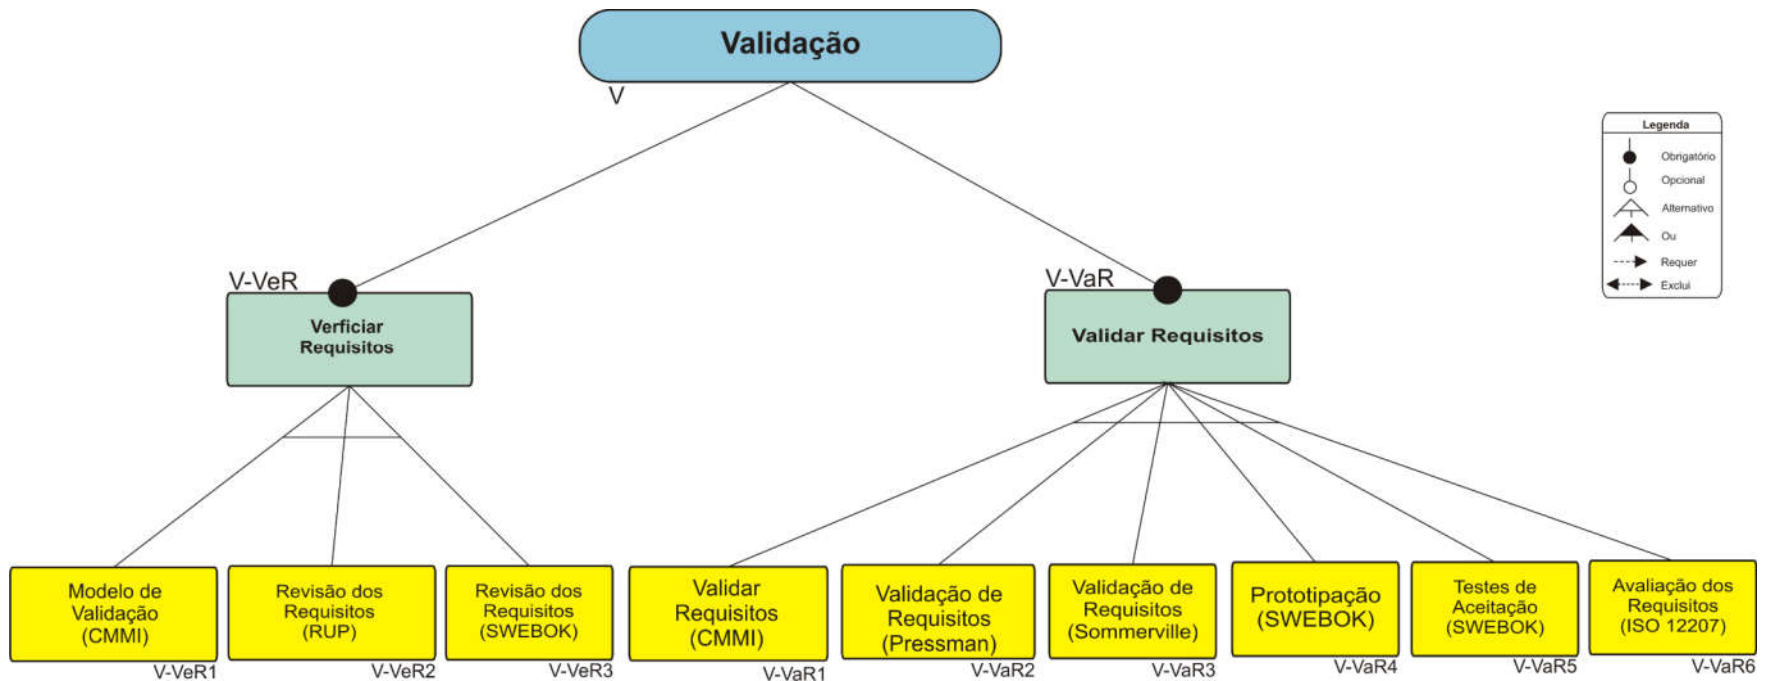 Validação
V
Legenda
Obrigatório
Opcional
Alternativo
Ou
Requer
Exclui
V-VeR
Verficiar
Requisitos
V-VaR
Validar Requisitos
Modelo de
Validação
(CMMI)
V-VeR1
Revisão dos
Requisitos
(RUP)
V-VeR2
Revisão dos
Requisitos
(SWEBOK)
V-VeR3
Validar
Requisitos
(CMMI)
V-VaR1
Validação de
Requisitos
(Pressman)
V-VaR2
Validação de
Requisitos
(Sommerville)
V-VaR3
Prototipação
(SWEBOK)
V-VaR4
Testes de
Aceitação
(SWEBOK)
V-VaR5
Avaliação dos
Requisitos
(ISO 12207)
V-VaR6